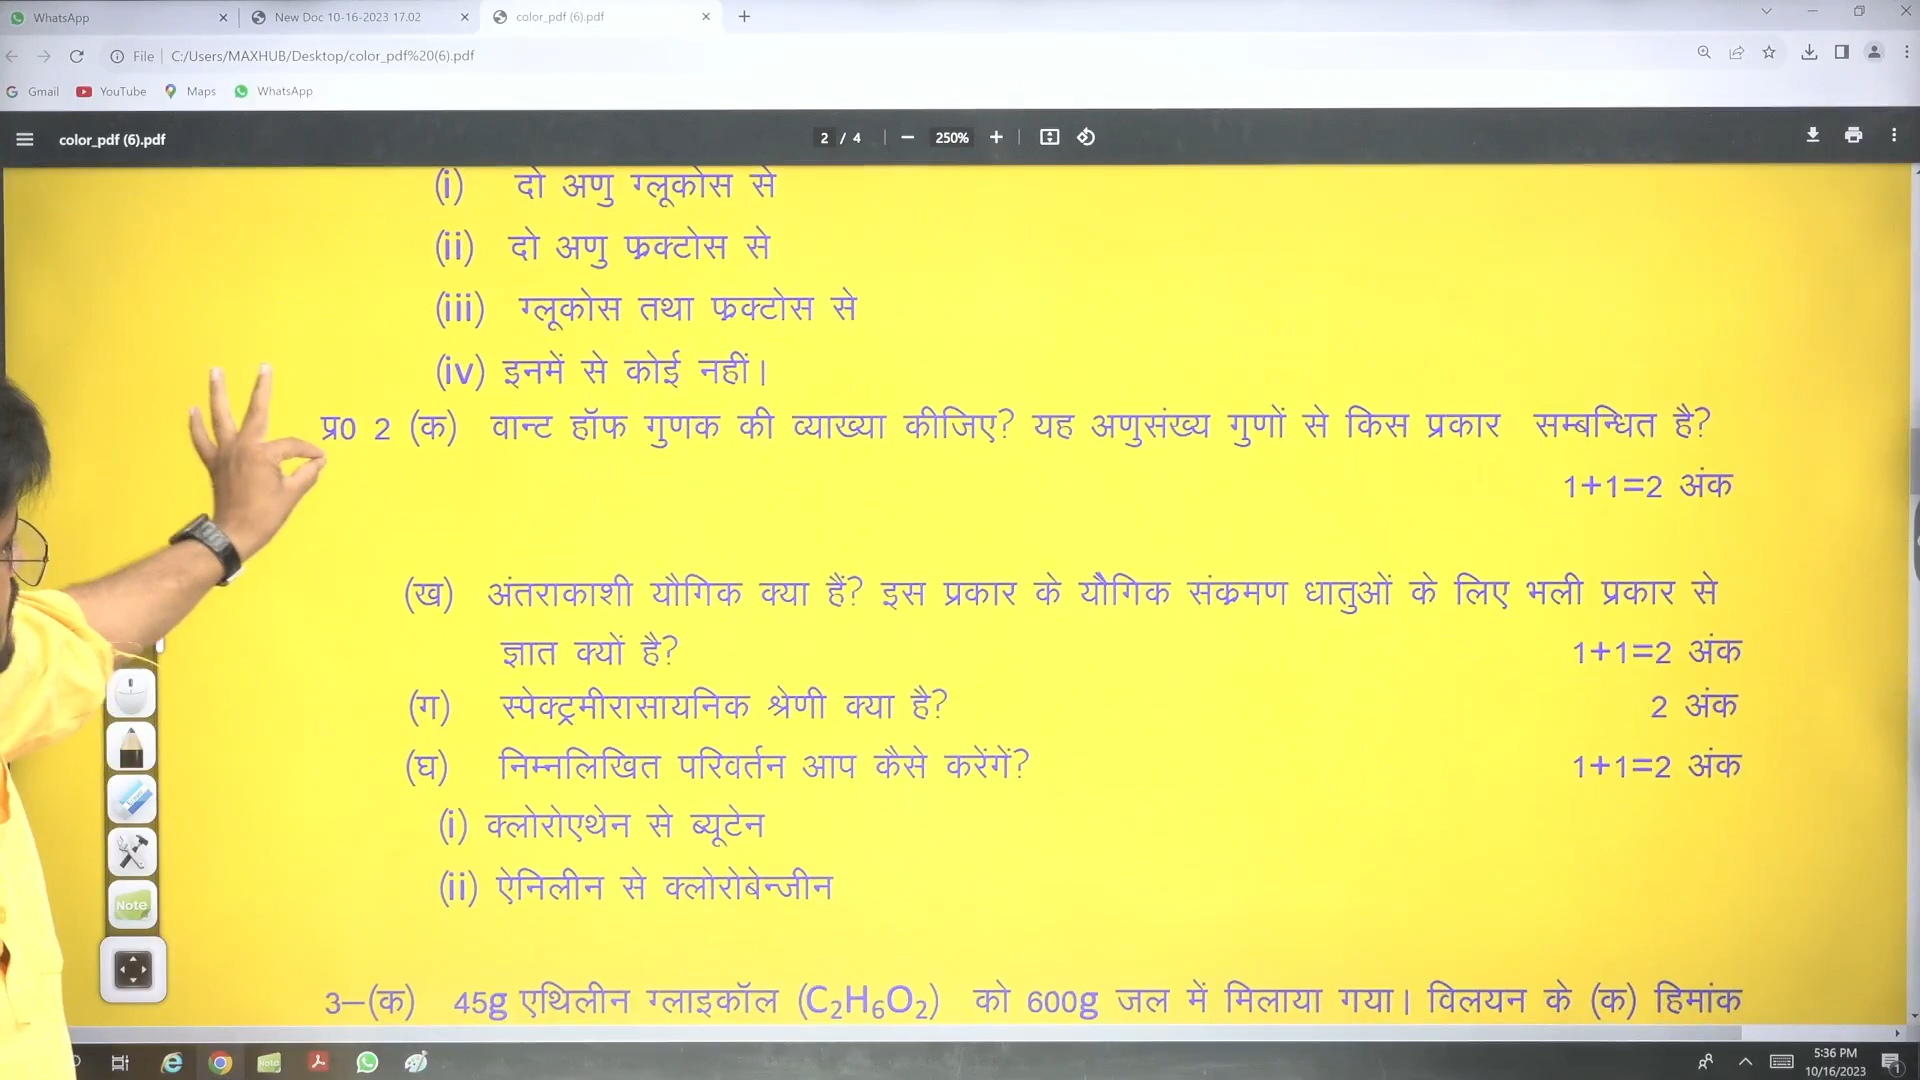 WhatsApp
New Doc 10-16-2023 17.02
color_pdf (6).pdf
File
C:/Users/MAXHUB/Desktop/color_pdf%20(6).pdf
Gmail
YouTube
Maps
WhatsApp
color_pdf (6).pdf
2 / 4
250%
(i) दो अणु ग्लूकोस से
(ii) दो अणु फ्रक्टोस से
(iii) ग्लूकोस तथा फ्रक्टोस से
(iv) इनमें से कोई नहीं।
प्र0 2 (क) वान्ट हॉफ गुणक की व्याख्या कीजिए? यह अणुसंख्य गुणों से किस प्रकार सम्बन्धित है?
1+1=2 अंक
(ख) अंतराकाशी यौगिक क्या हैं? इस प्रकार के यौगिक संक्रमण धातुओं के लिए भली प्रकार से
ज्ञात क्यों है? 1+1=2 अंक
(ग) स्पेक्ट्रमीरासायनिक श्रेणी क्या है? 2 अंक
(घ) निम्नलिखित परिवर्तन आप कैसे करेंगें? 1+1=2 अंक
(i) क्लोरोएथेन से ब्यूटेन
(ii) ऐनिलीन से क्लोरोबेन्जीन
3–(क) 45g एथिलीन ग्लाइकॉल (C₂H₆O₂) को 600g जल में मिलाया गया। विलयन के (क) हिमांक
Note
Note
5:36 PM
10/16/2023
1